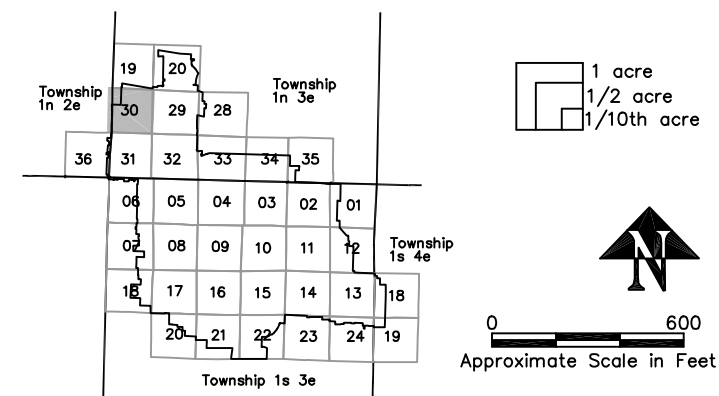 19 20
Township
1n 2e
30 29 28
Township
1n 3e
36 31 32 33 34 35
06 05 04 03 02 01
07 08 09 10 11 12
Township
1s 4e
18 17 16 15 14 13 18
20 21 22 23 24 19
Township 1s 3e
1 acre
1/2 acre
1/10th acre
N
0 600
Approximate Scale in Feet